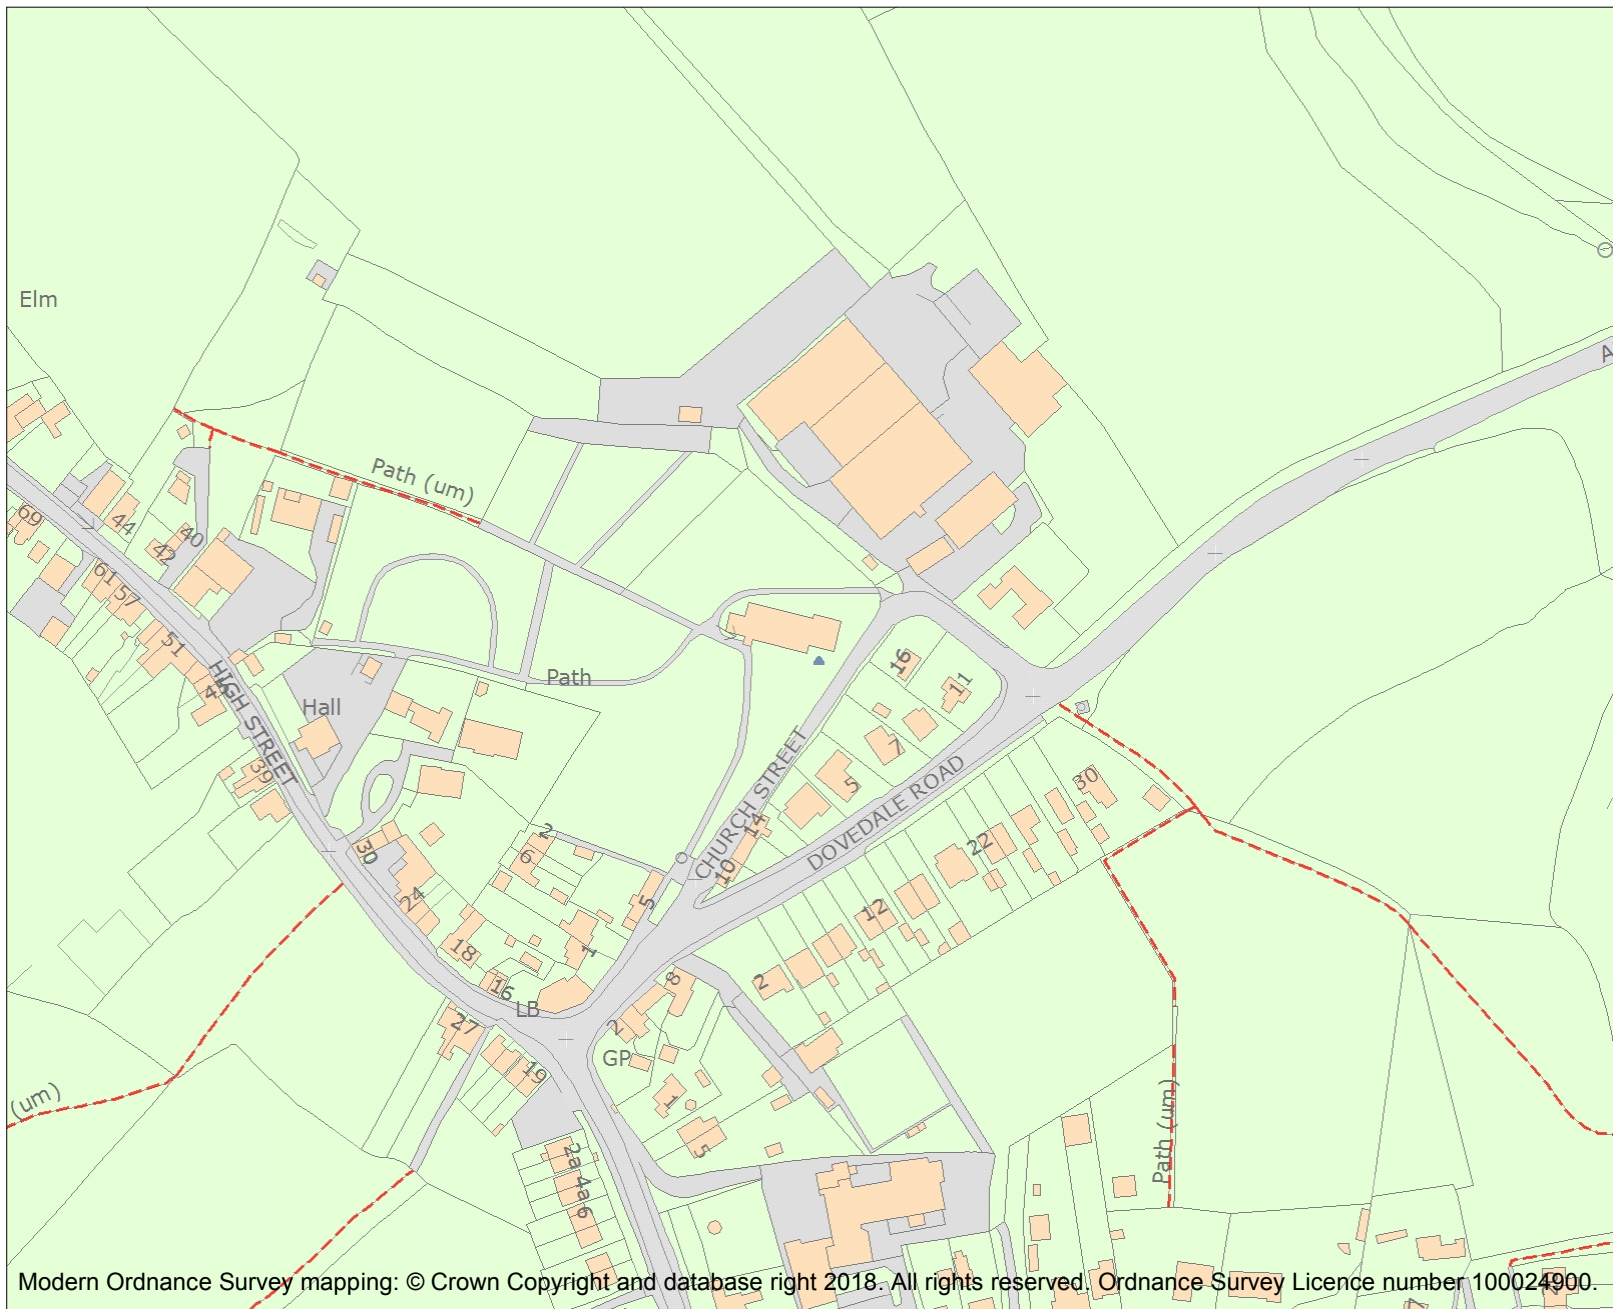 Elm
A
Path (um)
69
44
42
40
61
57
51
HIGH STREET
Hall
Path
39
16
11
CHURCH STREET
7
5
14
10
DOVEDALE ROAD
30
22
12
2
2
6
5
1
30
24
18
16
LB
27
19
8
2
GP
1
5
(um)
2a
4a
6
Path (um)
Modern Ordnance Survey mapping: © Crown Copyright and database right 2018. All rights reserved. Ordnance Survey Licence number 100024900.